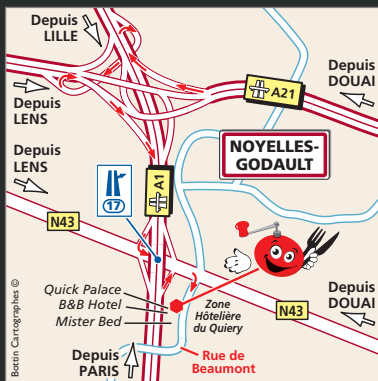 Depuis
LILLE
Depuis
DOUAI
A21
Depuis
LENS
NOYELLES-
GODAULT
Depuis
LENS
A1
17
N43
Quick Palace
B&B Hotel
Mister Bed
Zone
Hôtelière
du Quiery
N43
Depuis
DOUAI
Depuis
PARIS
Rue de
Beaumont
Bottin Cartographes ©